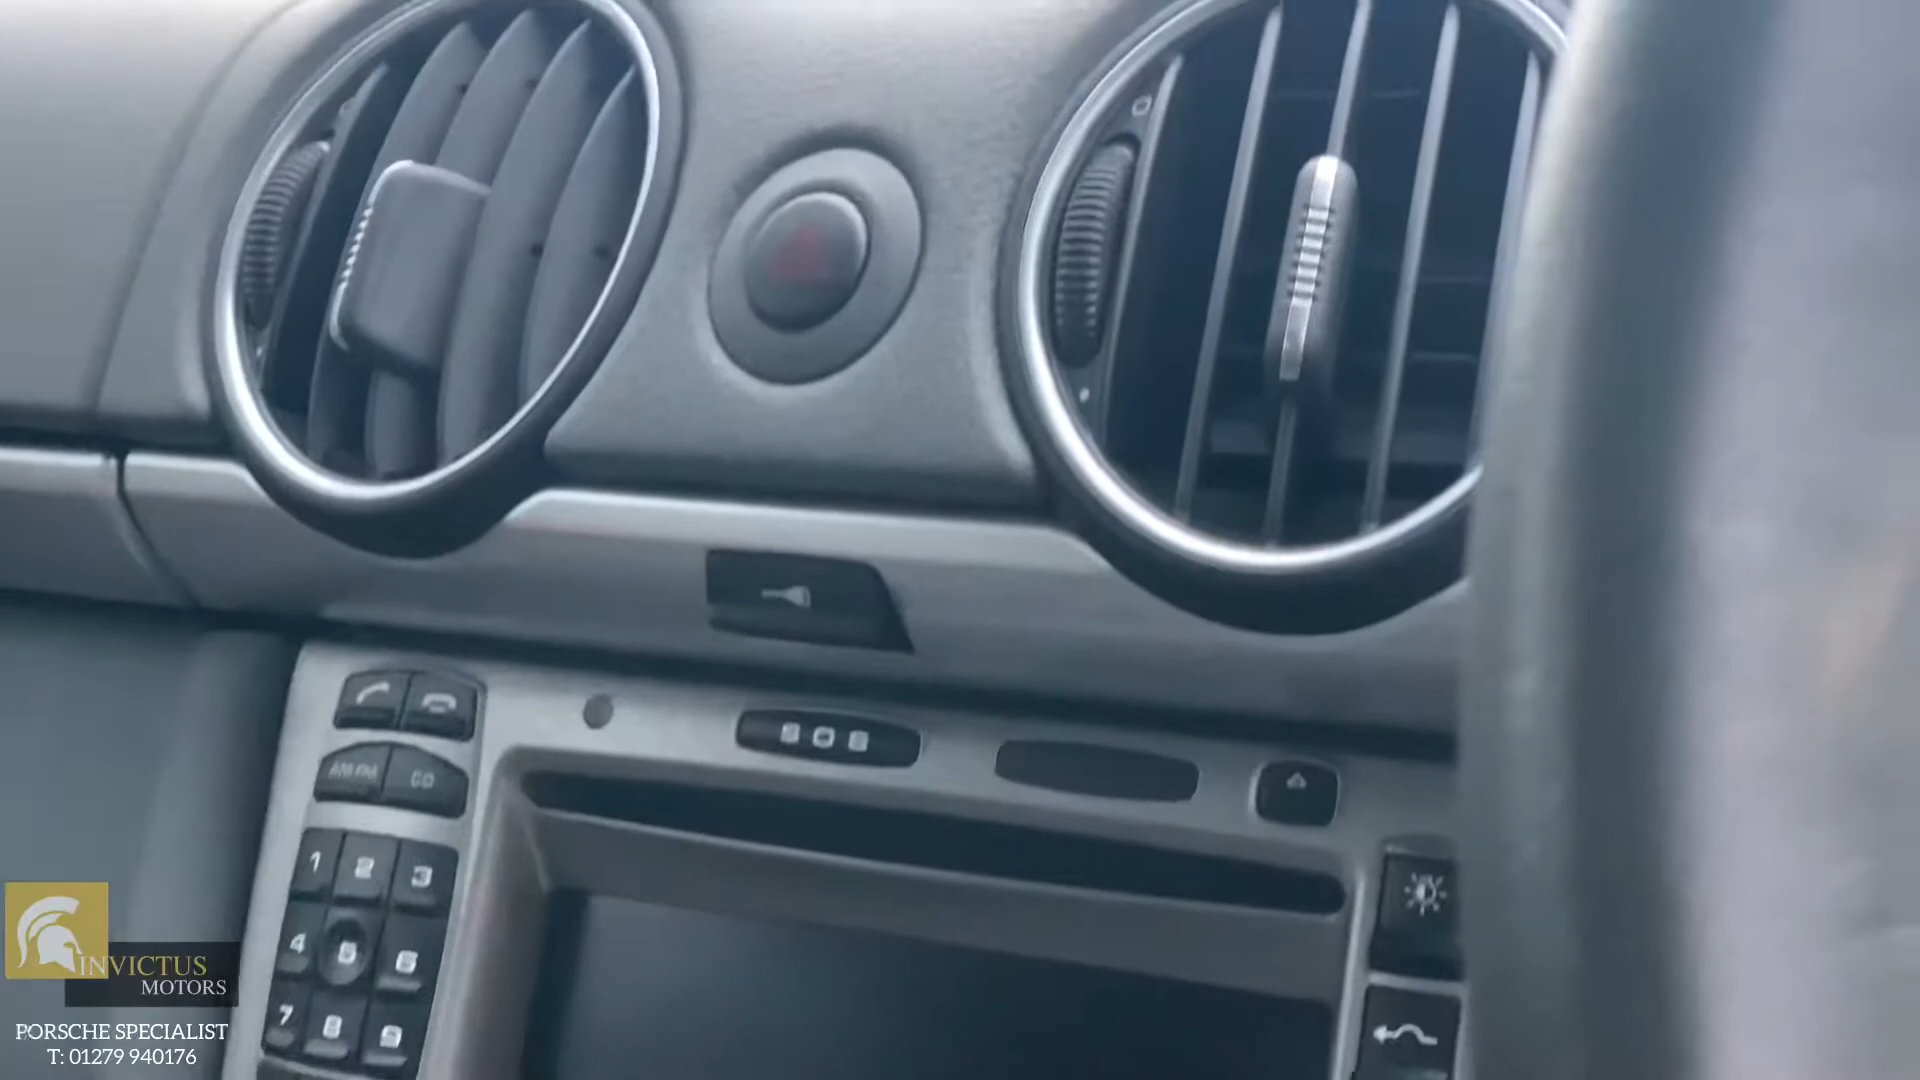 AM FM
CD
1 2 3
4 5 6
7 8 9
INVICTUS
MOTORS
PORSCHE SPECIALIST
T: 01279 940176